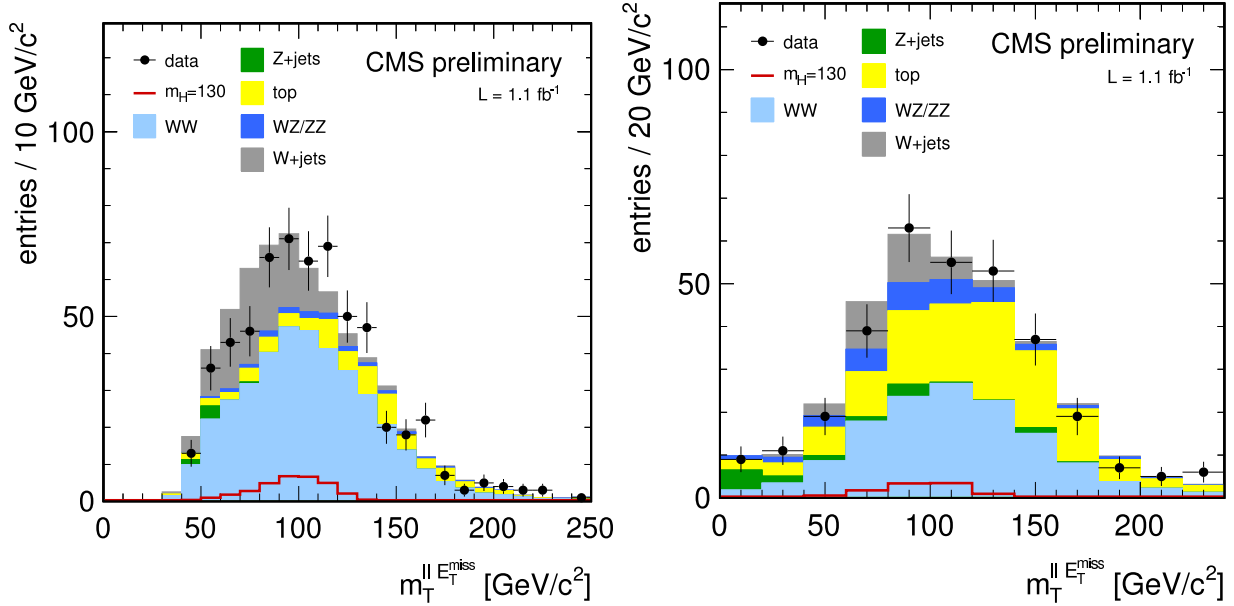 entries / 10 GeV/c²
100
50
0
data
m_H=130
WW
Z+jets
top
WZ/ZZ
W+jets
CMS preliminary
L = 1.1 fb⁻¹
0 50 100 150 200 250
m_T^{|| E_T^{miss}} [GeV/c²]
entries / 20 GeV/c²
100
50
0
data
m_H=130
WW
Z+jets
top
WZ/ZZ
W+jets
CMS preliminary
L = 1.1 fb⁻¹
0 50 100 150 200
m_T^{|| E_T^{miss}} [GeV/c²]